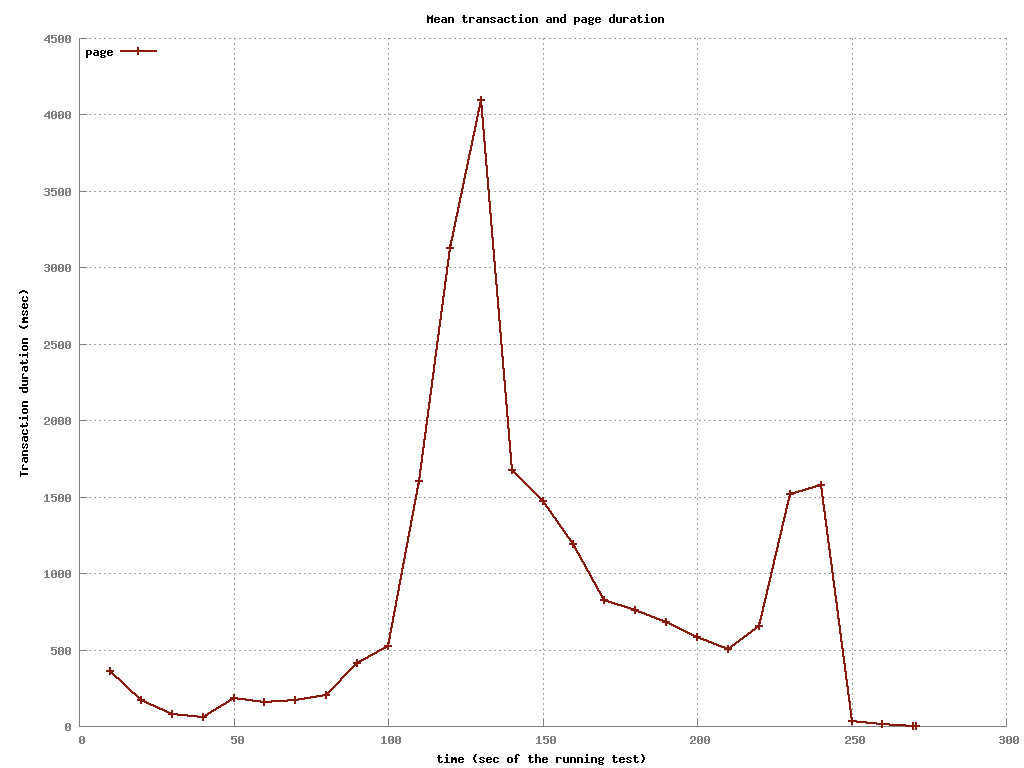 Mean transaction and page duration
4500
page
4000
3500
3000
2500
2000
1500
1000
500
0
Transaction duration (msec)
0 50 100 150 200 250 300
time (sec of the running test)